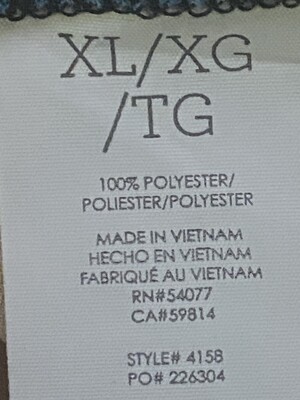 XL/XG
/TG
100% POLYESTER/
POLIESTER/POLYESTER
MADE IN VIETNAM
HECHO EN VIETNAM
FABRIQUÉ AU VIETNAM
RN#54077
CA#59814
STYLE# 4158
PO# 226304